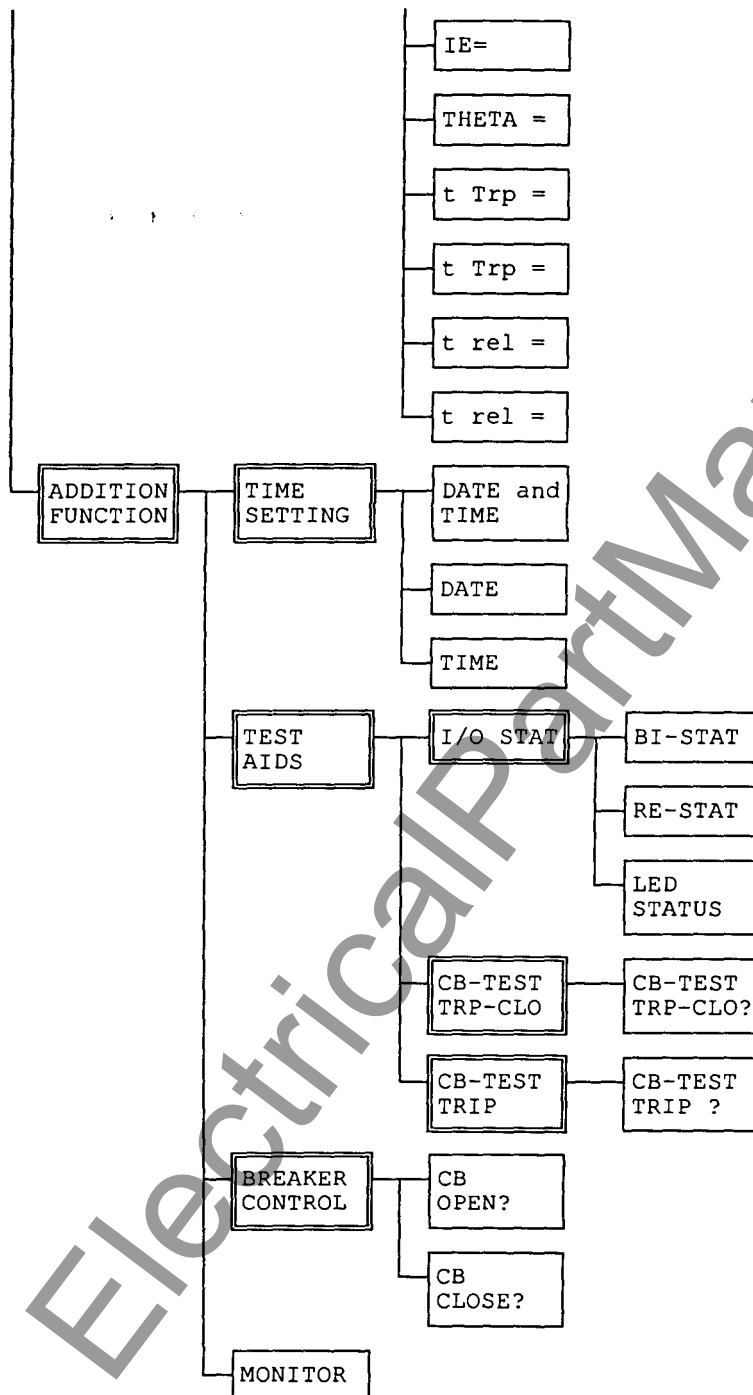 IE=
THETA =
t Trp =
t Trp =
t rel =
t rel =
ADDITION
FUNCTION
TIME
SETTING
DATE and
TIME
DATE
TIME
TEST
AIDS
I/O STAT
BI-STAT
RE-STAT
LED
STATUS
CB-TEST
TRP-CLO
CB-TEST
TRP-CLO?
CB-TEST
TRIP
CB-TEST
TRIP ?
BREAKER
CONTROL
CB
OPEN?
CB
CLOSE?
MONITOR
ElectricalPartMa